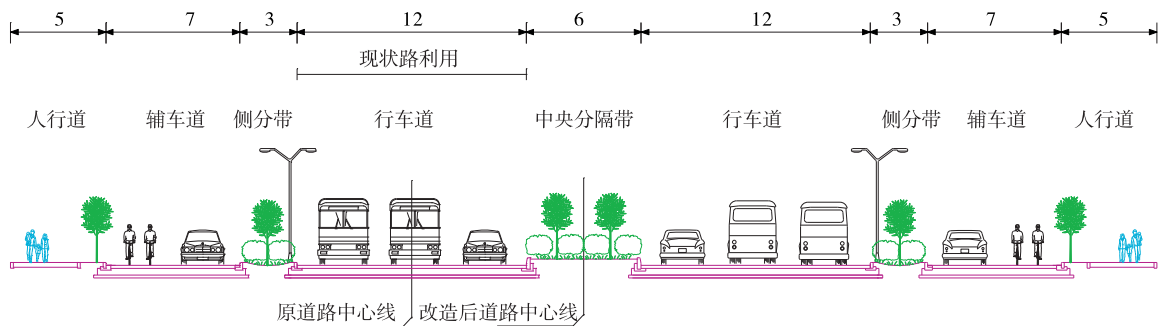 5 7 3 12 6 12 3 7 5
现状路利用
人行道 辅车道 侧分带 行车道 中央分隔带 行车道 侧分带 辅车道 人行道
原道路中心线 改造后道路中心线